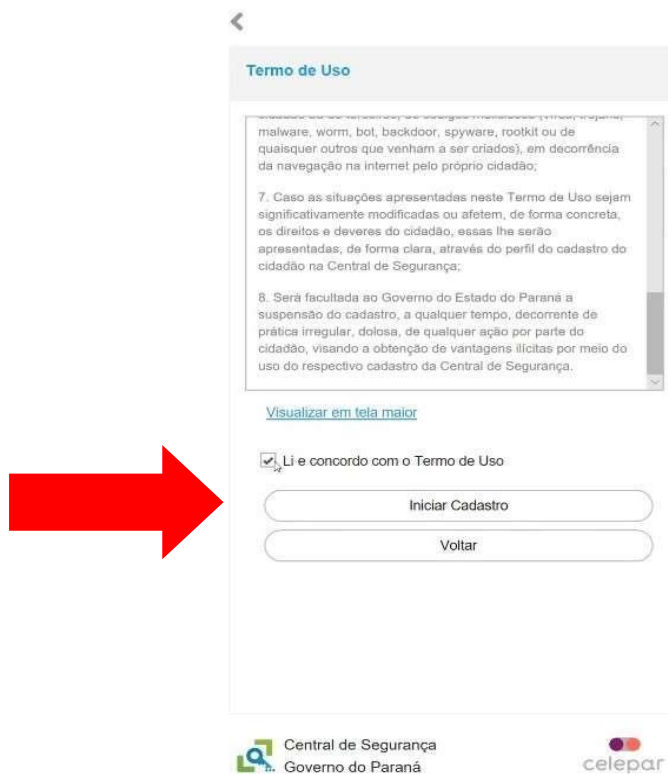 Termo de Uso
malware, worm, bot, backdoor, spyware, rootkit ou de
quaisquer outros que venham a ser criados), em decorrência
da navegação na internet pelo próprio cidadão;
7. Caso as situações apresentadas neste Termo de Uso sejam
significativamente modificadas ou afetem, de forma concreta,
os direitos e deveres do cidadão, essas lhe serão
apresentadas, de forma clara, através do perfil do cadastro do
cidadão na Central de Segurança;
8. Será facultada ao Governo do Estado do Paraná a
suspensão do cadastro, a qualquer tempo, decorrente de
prática irregular, dolosa, de qualquer ação por parte do
cidadão, visando a obtenção de vantagens ilícitas por meio do
uso do respectivo cadastro da Central de Segurança.
Visualizar em tela maior
Li e concordo com o Termo de Uso
Iniciar Cadastro
Voltar
Central de Segurança
Governo do Paraná
celepar